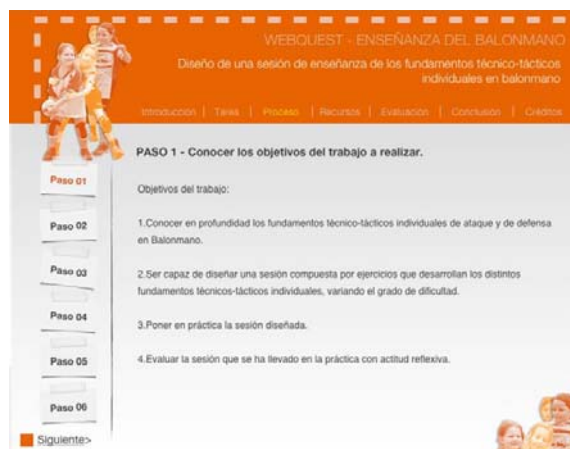 WEBQUEST - ENSEÑANZA DEL BALONMANO
Diseño de una sesión de enseñanza de los fundamentos técnico-tácticos
individuales en balonmano
Introducción | Tarea | Proceso | Recursos | Evaluación | Conclusión | Créditos
PASO 1 - Conocer los objetivos del trabajo a realizar.
Objetivos del trabajo:
1.Conocer en profundidad los fundamentos técnico-tácticos individuales de ataque y de defensa
en Balonmano.
2.Ser capaz de diseñar una sesión compuesta por ejercicios que desarrollan los distintos
fundamentos técnicos-tácticos individuales, variando el grado de dificultad.
3.Poner en práctica la sesión diseñada.
4.Evaluar la sesión que se ha llevado en la práctica con actitud reflexiva.
Paso 01
Paso 02
Paso 03
Paso 04
Paso 05
Paso 06
Siguiente>